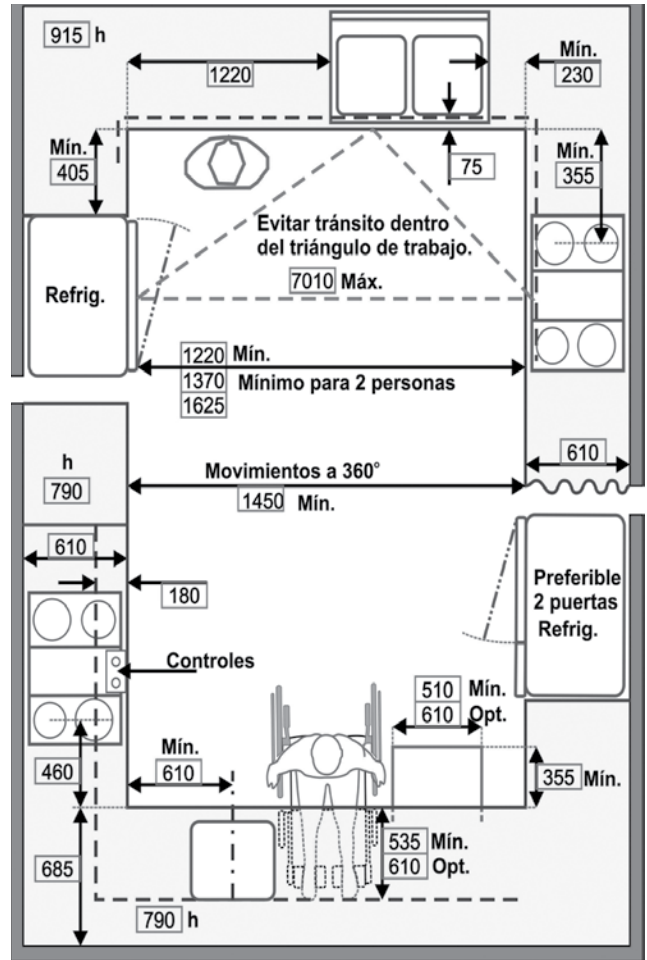 915 h
1220
Mín.
230
Mín.
405
75
Mín.
355
Evitar tránsito dentro
del triángulo de trabajo.
7010 Máx.
Refrig.
1220 Mín.
1370 Mínimo para 2 personas
1625
h
790
Movimientos a 360°
1450 Mín.
610
610
180
Preferible
2 puertas
Refrig.
Controles
510 Mín.
610 Opt.
Mín.
610
460
355 Mín.
685
535 Mín.
610 Opt.
790 h